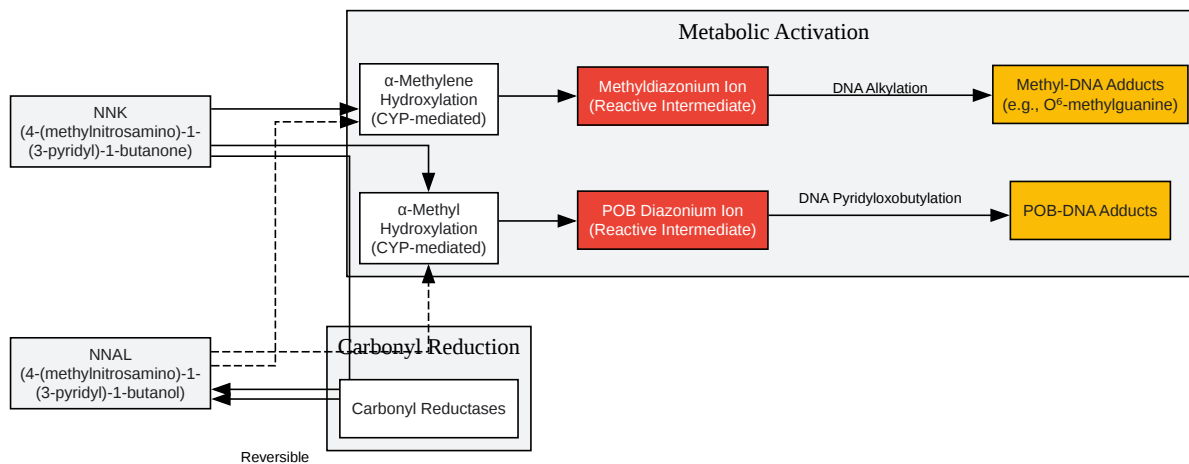 Metabolic Activation
α-Methylene
Hydroxylation
(CYP-mediated)
Methyldiazonium Ion
(Reactive Intermediate)
DNA Alkylation
Methyl-DNA Adducts
(e.g., O⁶-methylguanine)
NNK
(4-(methylnitrosamino)-1-
(3-pyridyl)-1-butanone)
α-Methyl
Hydroxylation
(CYP-mediated)
POB Diazonium Ion
(Reactive Intermediate)
DNA Pyridyloxobutylation
POB-DNA Adducts
NNAL
(4-(methylnitrosamino)-1-
(3-pyridyl)-1-butanol)
Carbonyl Reduction
Carbonyl Reductases
Reversible